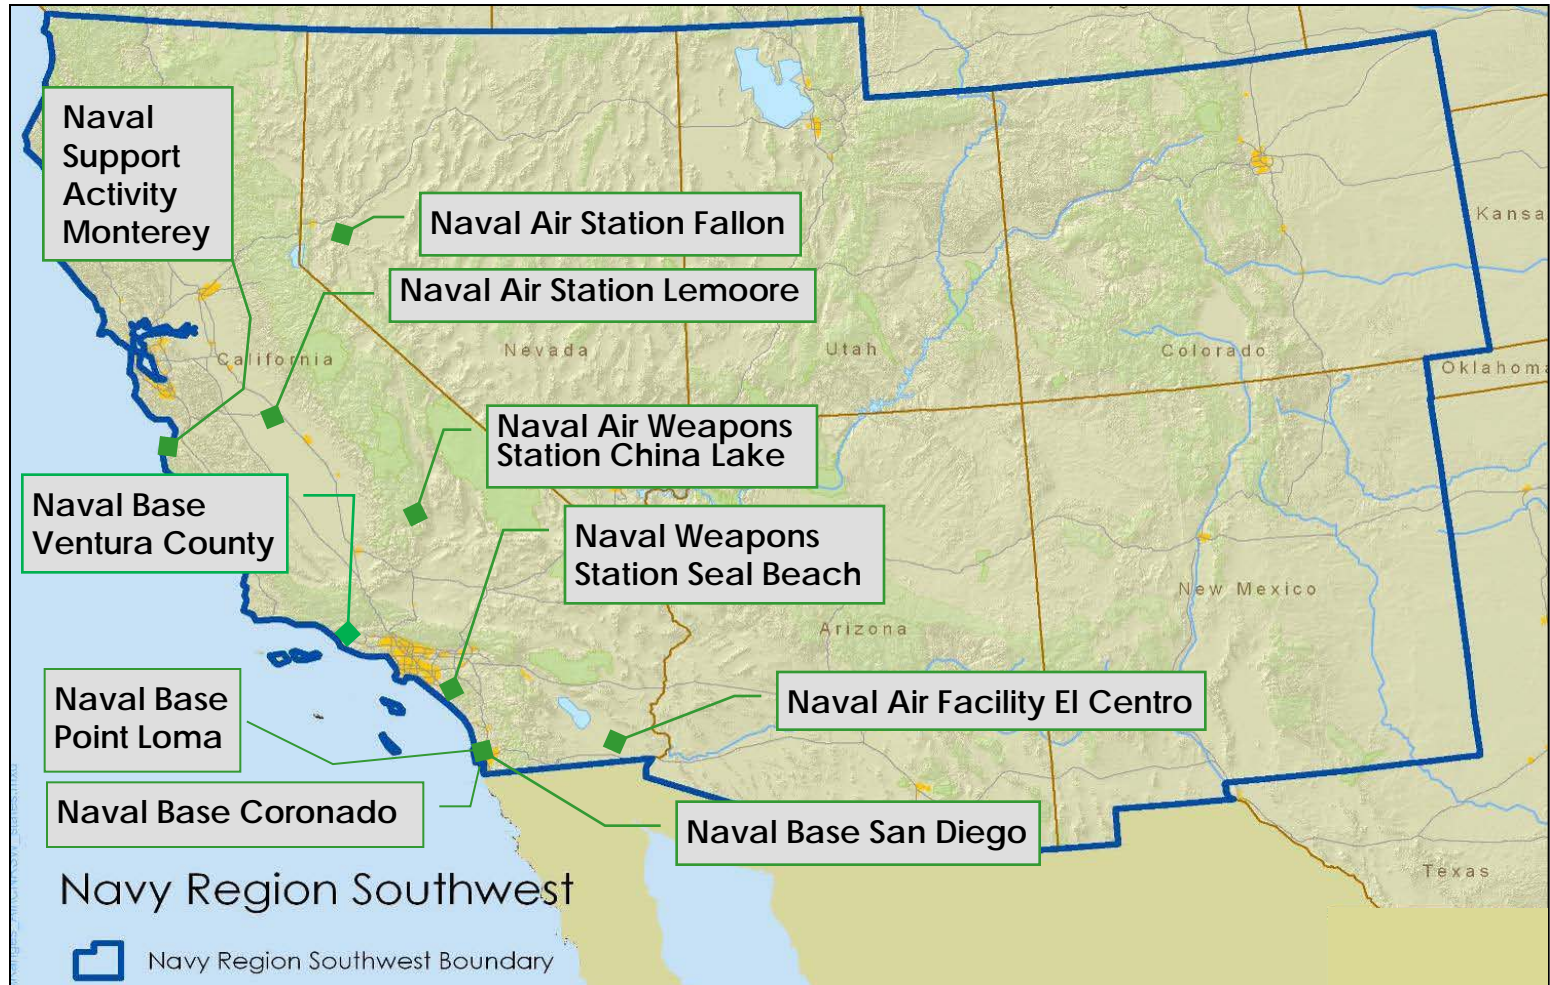 Naval
Support
Activity
Monterey
Naval Air Station Fallon
Kansa
Naval Air Station Lemoore
California
Nevada
Utah
Colorado
Oklahoma
Naval Air Weapons
Station China Lake
Naval Base
Ventura County
Naval Weapons
Station Seal Beach
New Mexico
Arizona
Naval Base
Point Loma
Naval Air Facility El Centro
Naval Base Coronado
Naval Base San Diego
Texas
Navy Region Southwest
Navy Region Southwest Boundary